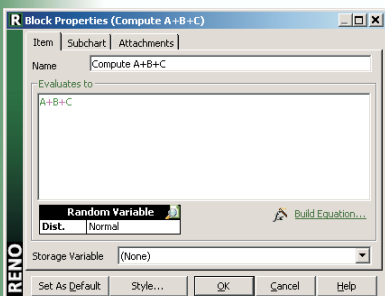 R Block Properties (Compute A+B+C)
Item Subchart Attachments
Name Compute A+B+C
Evaluates to
A+B+C
Random Variable
Dist. Normal
Build Equation...
Storage Variable (None)
RENO
Set As Default Style... OK Cancel Help